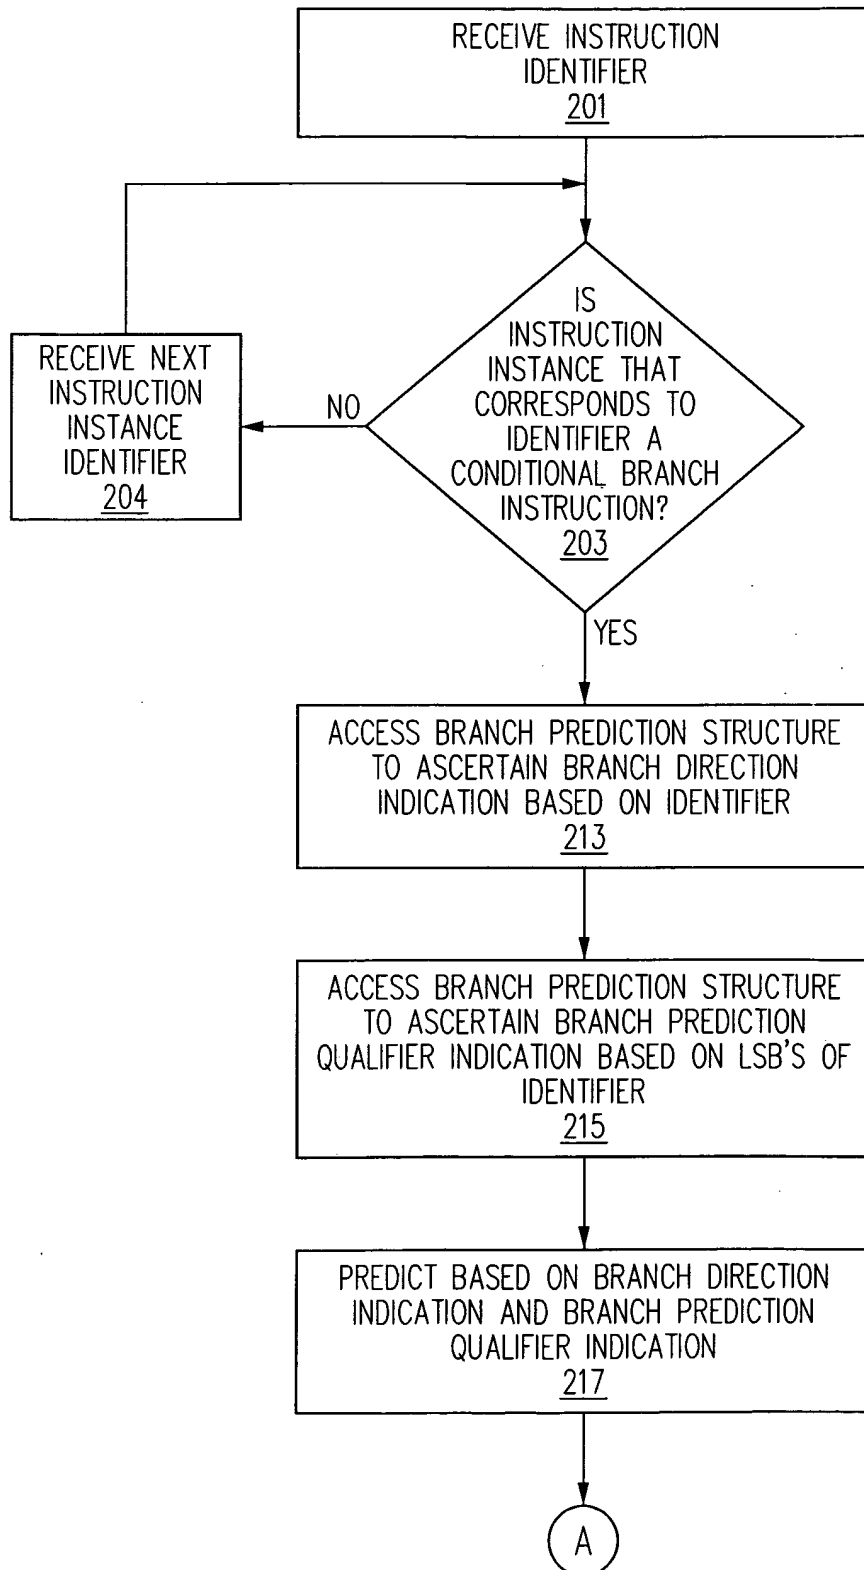 RECEIVE INSTRUCTION
IDENTIFIER
201
IS
INSTRUCTION
INSTANCE THAT
CORRESPONDS TO
IDENTIFIER A
CONDITIONAL BRANCH
INSTRUCTION?
203
NO
RECEIVE NEXT
INSTRUCTION
INSTANCE
IDENTIFIER
204
YES
ACCESS BRANCH PREDICTION STRUCTURE
TO ASCERTAIN BRANCH DIRECTION
INDICATION BASED ON IDENTIFIER
213
ACCESS BRANCH PREDICTION STRUCTURE
TO ASCERTAIN BRANCH PREDICTION
QUALIFIER INDICATION BASED ON LSB'S OF
IDENTIFIER
215
PREDICT BASED ON BRANCH DIRECTION
INDICATION AND BRANCH PREDICTION
QUALIFIER INDICATION
217
A